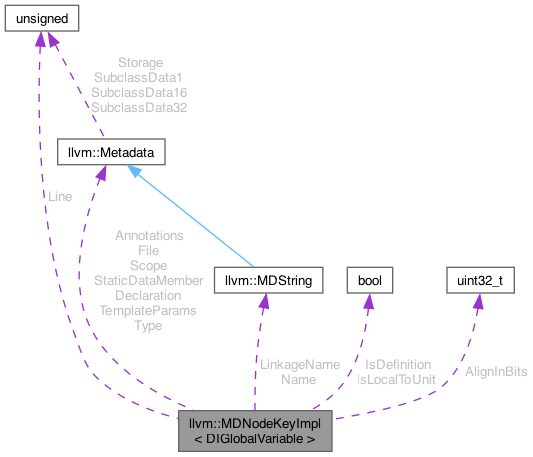 unsigned
Storage
SubclassData1
SubclassData16
SubclassData32
llvm::Metadata
Line
Annotations
File
Scope
StaticDataMember
Declaration
TemplateParams
Type
llvm::MDString
bool
uint32_t
LinkageName
Name
IsDefinition
IsLocalToUnit
AlignInBits
llvm::MDNodeKeyImpl
< DIGlobalVariable >